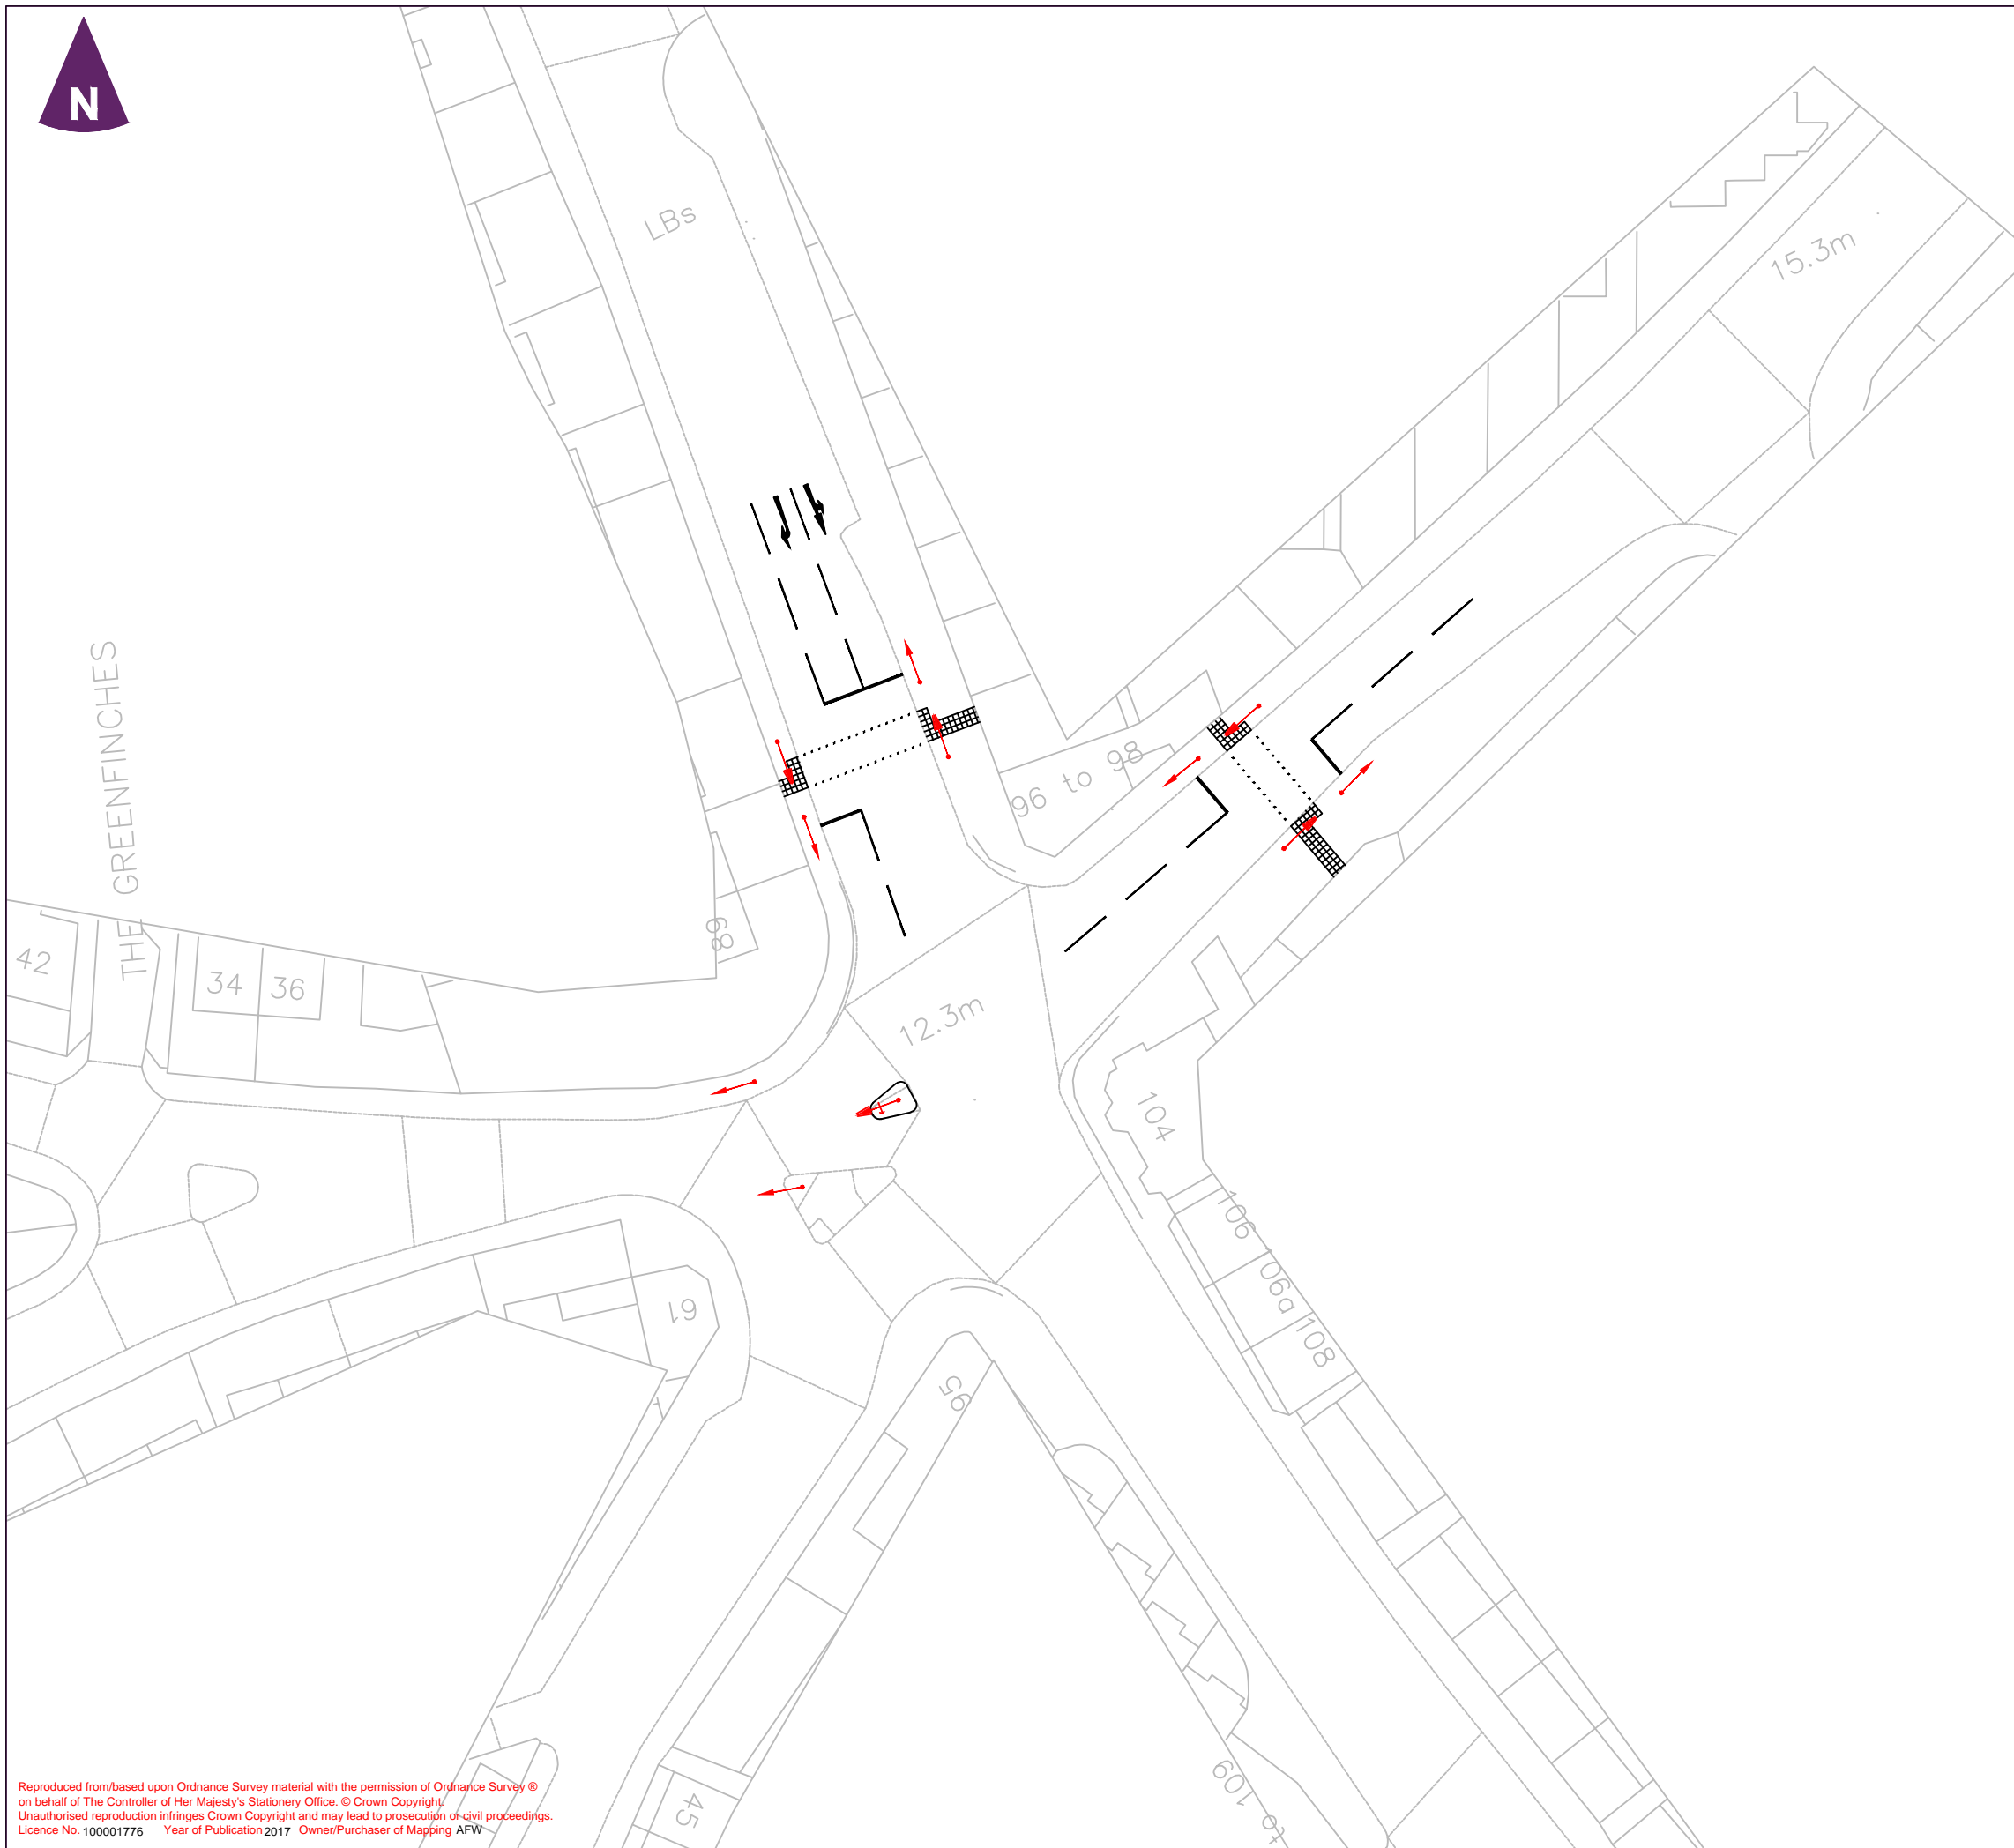 N
LBs
15.3m
THE GREENFINCHES
96 to 98
89
42
34
36
12.3m
104
106
106a
108
61
95
45
to 109
Reproduced from/based upon Ordnance Survey material with the permission of Ordnance Survey ®
on behalf of The Controller of Her Majesty's Stationery Office. © Crown Copyright.
Unauthorised reproduction infringes Crown Copyright and may lead to prosecution or civil proceedings.
Licence No. 100001776 Year of Publication 2017 Owner/Purchaser of Mapping AFW